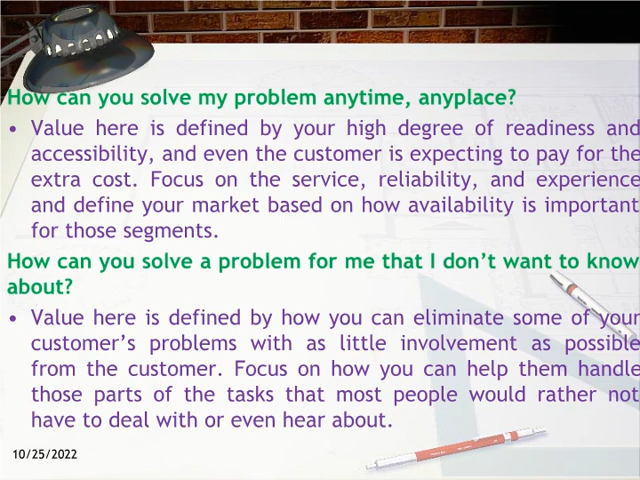 How can you solve my problem anytime, anyplace?
• Value here is defined by your high degree of readiness and
accessibility, and even the customer is expecting to pay for the
extra cost. Focus on the service, reliability, and experience
and define your market based on how availability is important
for those segments.
How can you solve a problem for me that I don’t want to know
about?
• Value here is defined by how you can eliminate some of your
customer’s problems with as little involvement as possible
from the customer. Focus on how you can help them handle
those parts of the tasks that most people would rather not
have to deal with or even hear about.
10/25/2022